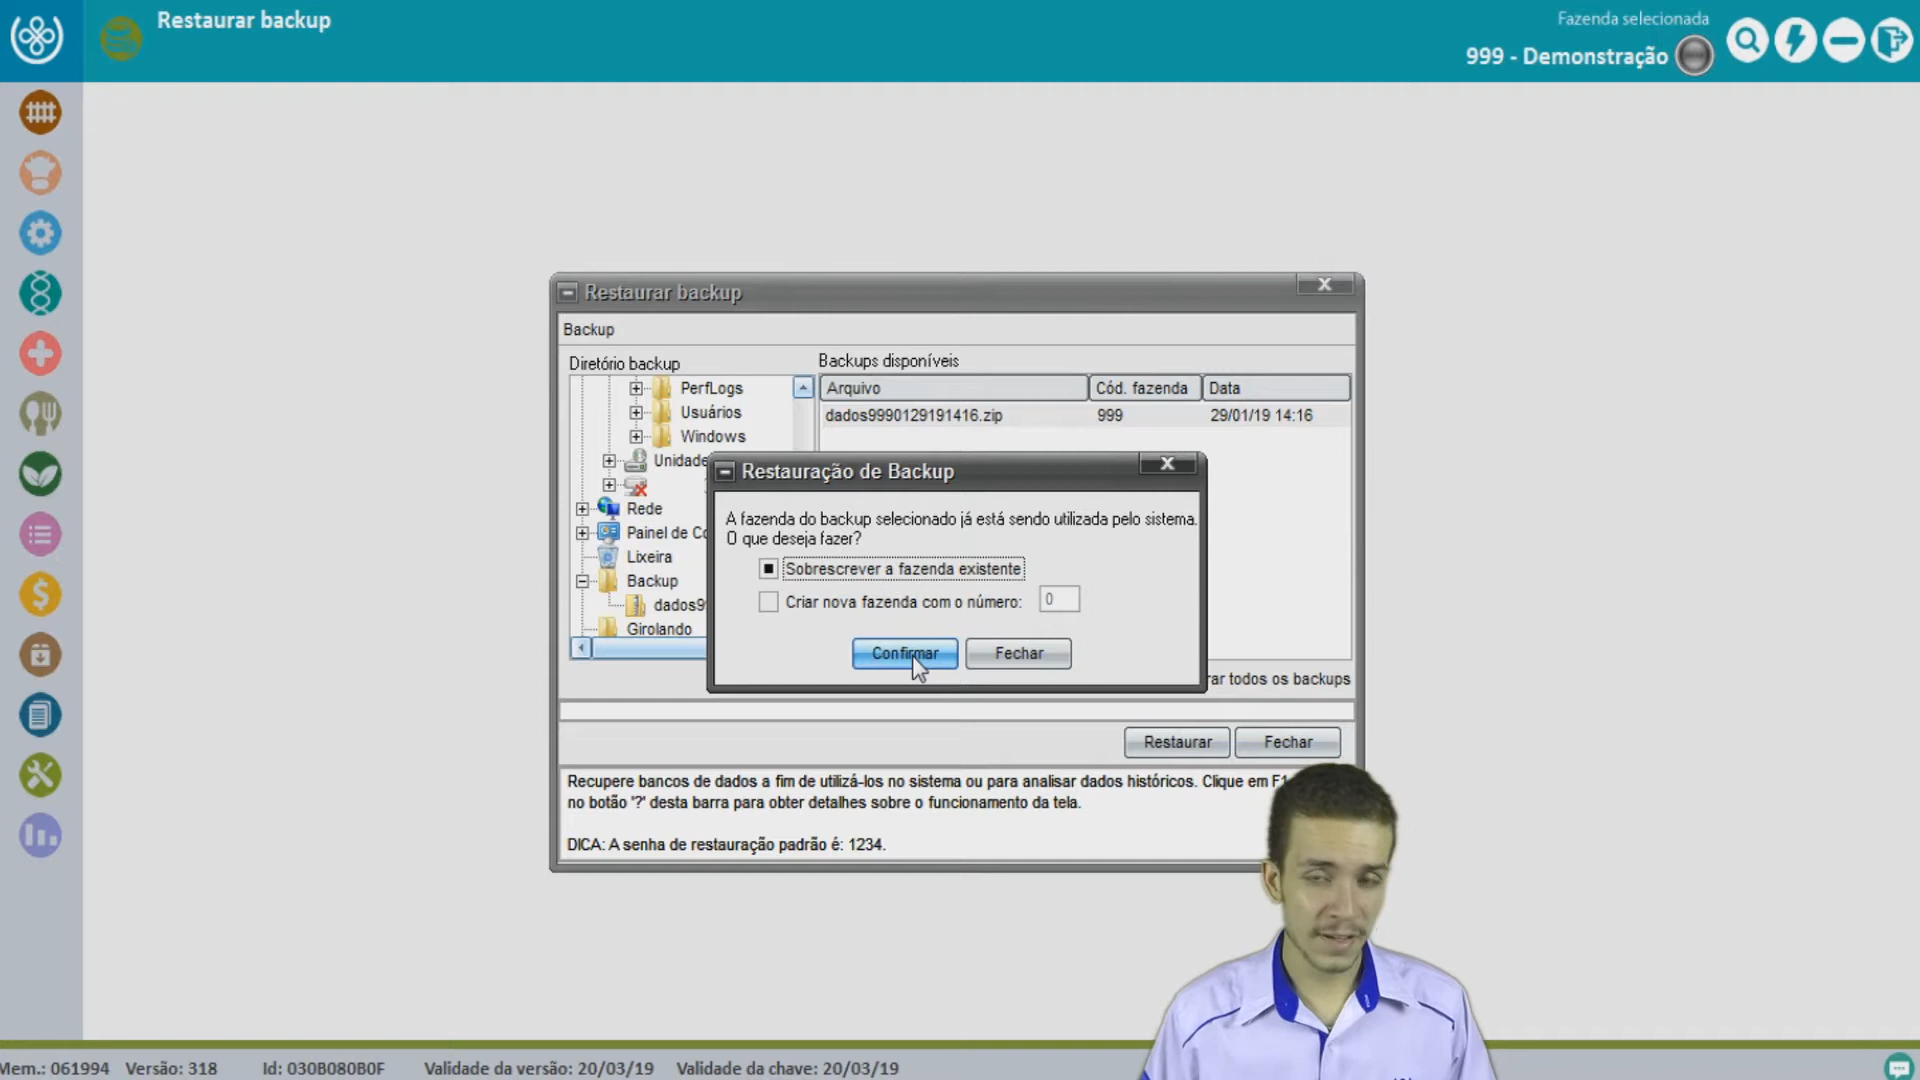 Restaurar backup
Fazenda selecionada
999 - Demonstração
Restaurar backup
X
Backup
Diretório backup
Backups disponíveis
Arquivo
Cód. fazenda
Data
PerfLogs
dados9990129191416.zip
999
29/01/19 14:16
Usuários
Windows
Unidade
Rede
Painel de Co
Lixeira
Backup
dados9
Girolando
Restauração de Backup
X
A fazenda do backup selecionado já está sendo utilizada pelo sistema.
O que deseja fazer?
Sobrescrever a fazenda existente
Criar nova fazenda com o número:
0
Confirmar
Fechar
rar todos os backups
Restaurar
Fechar
Recupere bancos de dados a fim de utilizá-los no sistema ou para analisar dados históricos. Clique em F1
no botão '?' desta barra para obter detalhes sobre o funcionamento da tela.
DICA: A senha de restauração padrão é: 1234.
Mem.: 061994
Versão: 318
Id: 030B080B0F
Validade da versão: 20/03/19
Validade da chave: 20/03/19